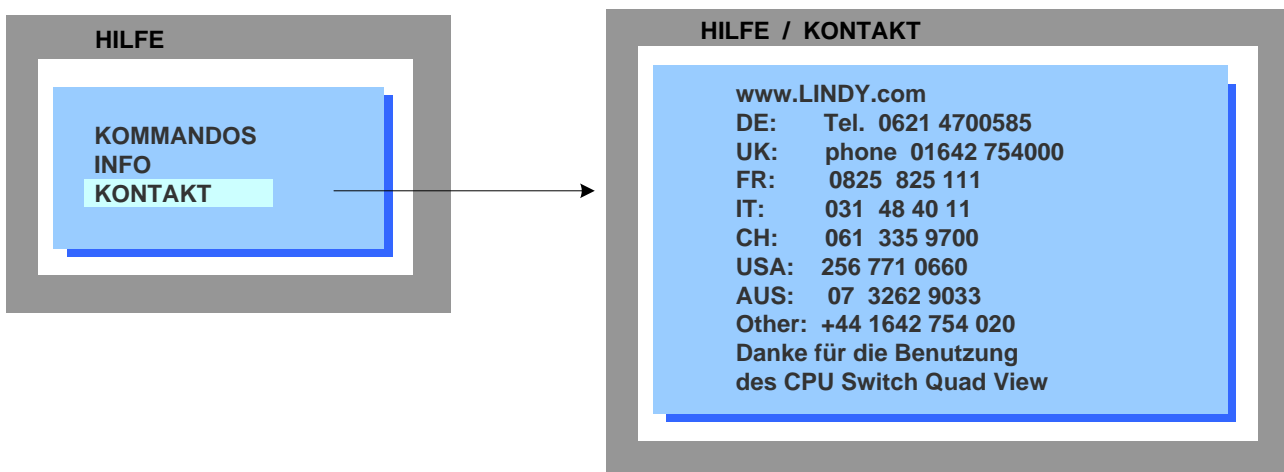 HILFE
KOMMANDOS
INFO
KONTAKT
HILFE / KONTAKT
www.LINDY.com
DE: Tel. 0621 4700585
UK: phone 01642 754000
FR: 0825 825 111
IT: 031 48 40 11
CH: 061 335 9700
USA: 256 771 0660
AUS: 07 3262 9033
Other: +44 1642 754 020
Danke für die Benutzung
des CPU Switch Quad View